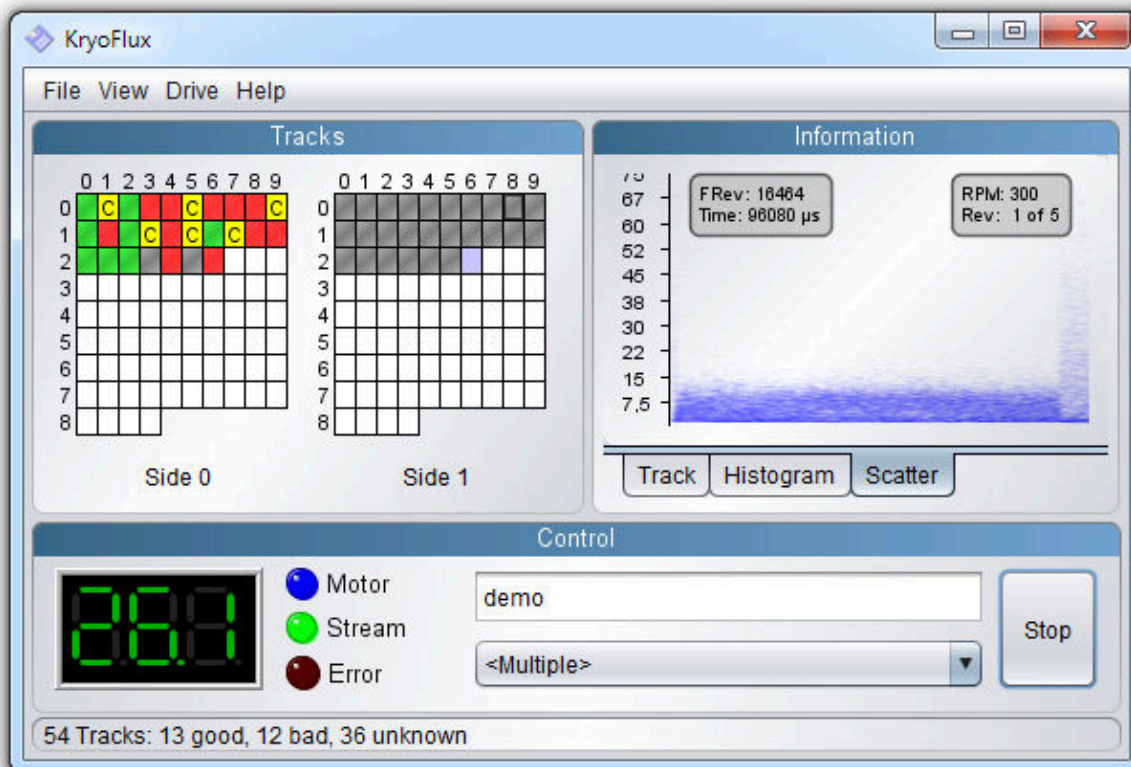 KryoFlux
File View Drive Help
Tracks
0 1 2 3 4 5 6 7 8 9
0 C C C
1 C C C
2
3
4
5
6
7
8
Side 0
0 1 2 3 4 5 6 7 8 9
0
1
2
3
4
5
6
7
8
Side 1
Information
75
67
60
52
45
38
30
22
15
7,5
FRev: 16464
Time: 96080 µs
RPM: 300
Rev: 1 of 5
Track Histogram Scatter
Control
26.1
Motor
Stream
Error
demo
<Multiple>
Stop
54 Tracks: 13 good, 12 bad, 36 unknown